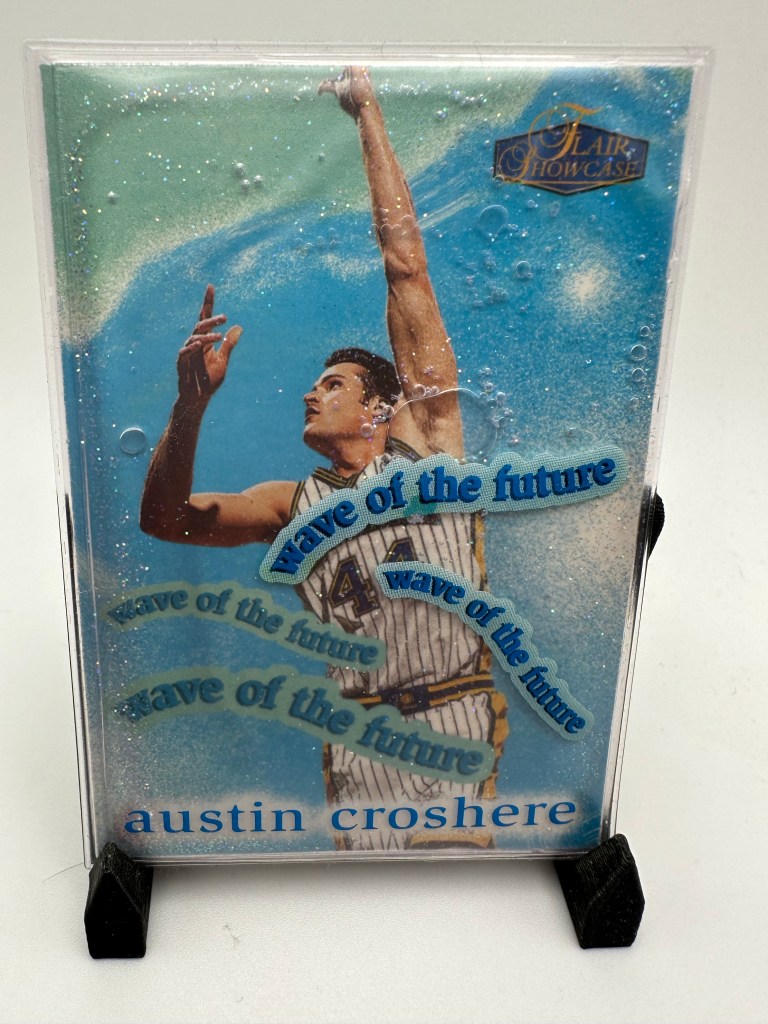 Flair
Showcase
wave of the future
44
wave of the future
wave of the future
wave of the future
austin croshere